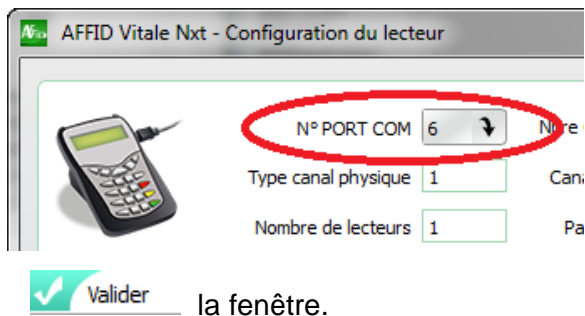 AFFID Vitale Nxt - Configuration du lecteur
N° PORT COM 6
Type canal physique 1
Nombre de lecteurs 1
Valider la fenêtre.